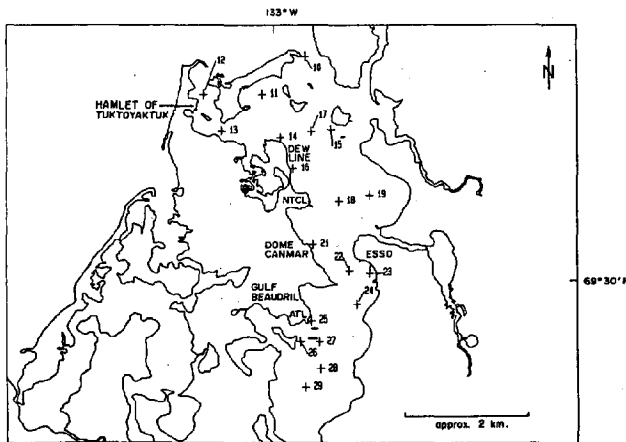 133° W
12
10
N
11
17
HAMLET OF
TUKTOYAKTUK
13
14
15
DEW
LINE
16
NTCL
18
19
21
DOME
CANMAR
22
ESSO
23
GULF
BEAUDRIL
69°30'
24
ATL
25
26
27
28
29
approx. 2 km.